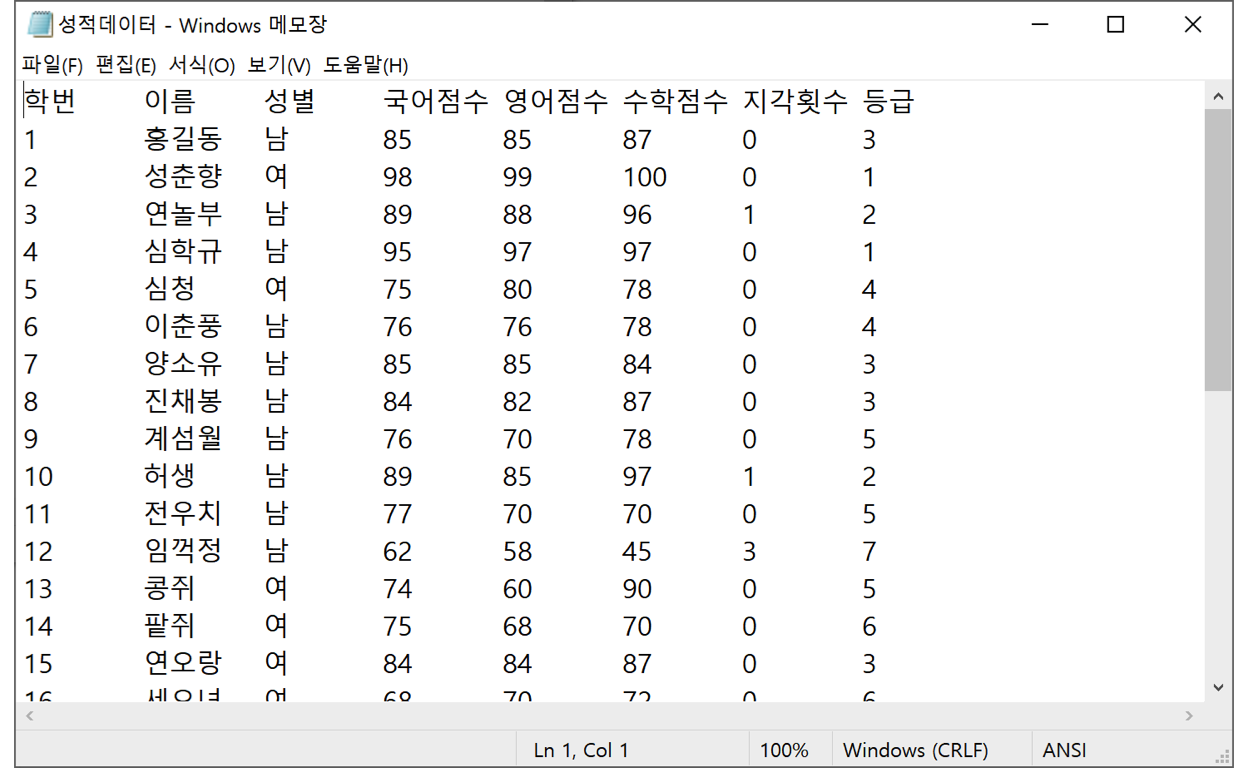 성적데이터 - Windows 메모장
파일(F) 편집(E) 서식(O) 보기(V) 도움말(H)
학번 이름 성별 국어점수 영어점수 수학점수 지각횟수 등급
1 홍길동 남 85 85 87 0 3
2 성춘향 여 98 99 100 0 1
3 연놀부 남 89 88 96 1 2
4 심학규 남 95 97 97 0 1
5 심청 여 75 80 78 0 4
6 이춘풍 남 76 76 78 0 4
7 양소유 남 85 85 84 0 3
8 진채봉 남 84 82 87 0 3
9 계섬월 남 76 70 78 0 5
10 허생 남 89 85 97 1 2
11 전우치 남 77 70 70 0 5
12 임꺽정 남 62 58 45 3 7
13 콩쥐 여 74 60 90 0 5
14 팥쥐 여 75 68 70 0 6
15 연오랑 여 84 84 87 0 3
16 세오녀 여 68 70 72 0 6
Ln 1, Col 1 100% Windows (CRLF) ANSI